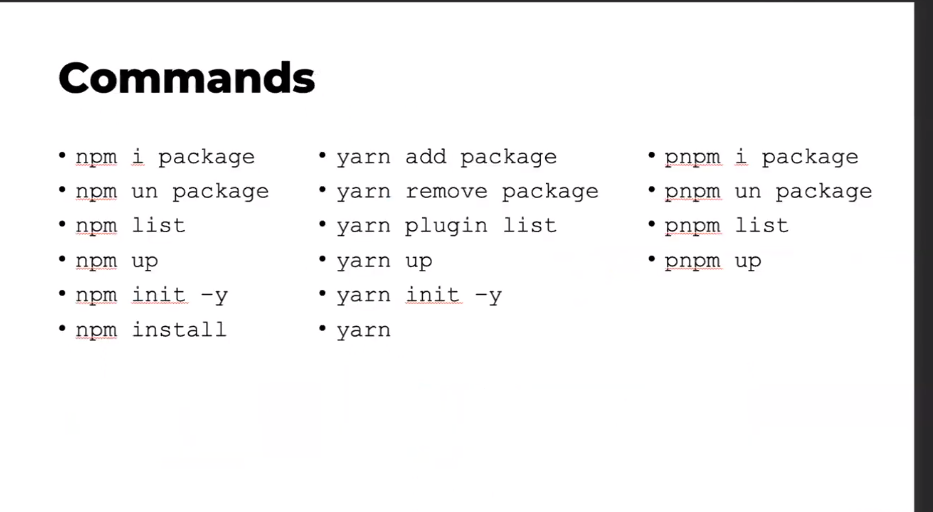 Commands
• npm i package
• npm un package
• npm list
• npm up
• npm init –y
• npm install
• yarn add package
• yarn remove package
• yarn plugin list
• yarn up
• yarn init –y
• yarn
• pnpm i package
• pnpm un package
• pnpm list
• pnpm up